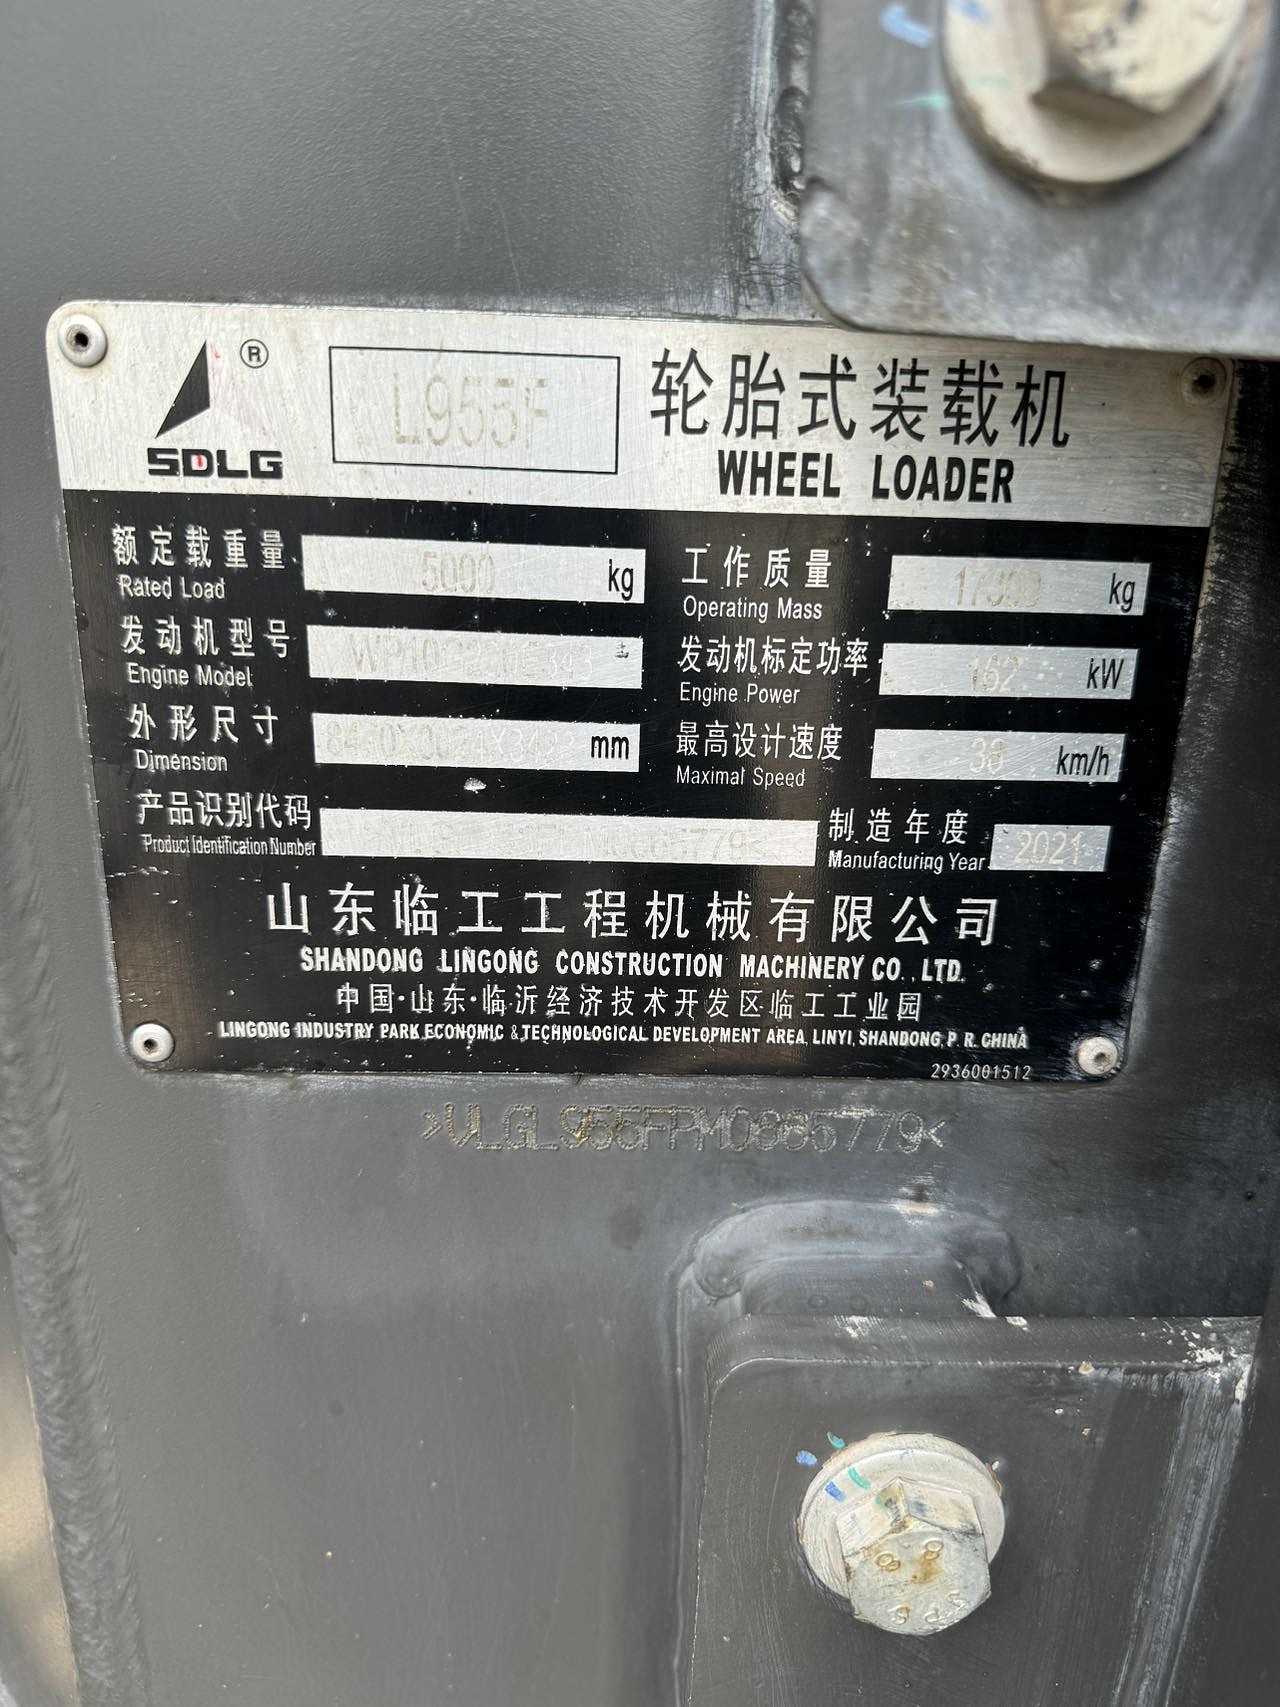 ®
SDLG
L955F
轮胎式装载机
WHEEL LOADER
额定载重量 5000 kg
Rated Load
工作质量 17300 kg
Operating Mass
发动机型号
Engine Model
发动机标定功率 162 kW
Engine Power
外形尺寸 mm
Dimension
最高设计速度 38 km/h
Maximal Speed
产品识别代码
Product Identification Number
制造年度 2021
Manufacturing Year
山东临工工程机械有限公司
SHANDONG LINGONG CONSTRUCTION MACHINERY CO., LTD.
中国·山东·临沂经济技术开发区临工工业园
LINGONG INDUSTRY PARK ECONOMIC & TECHNOLOGICAL DEVELOPMENT AREA, LINYI, SHANDONG, P. R. CHINA
2936001512
8.8